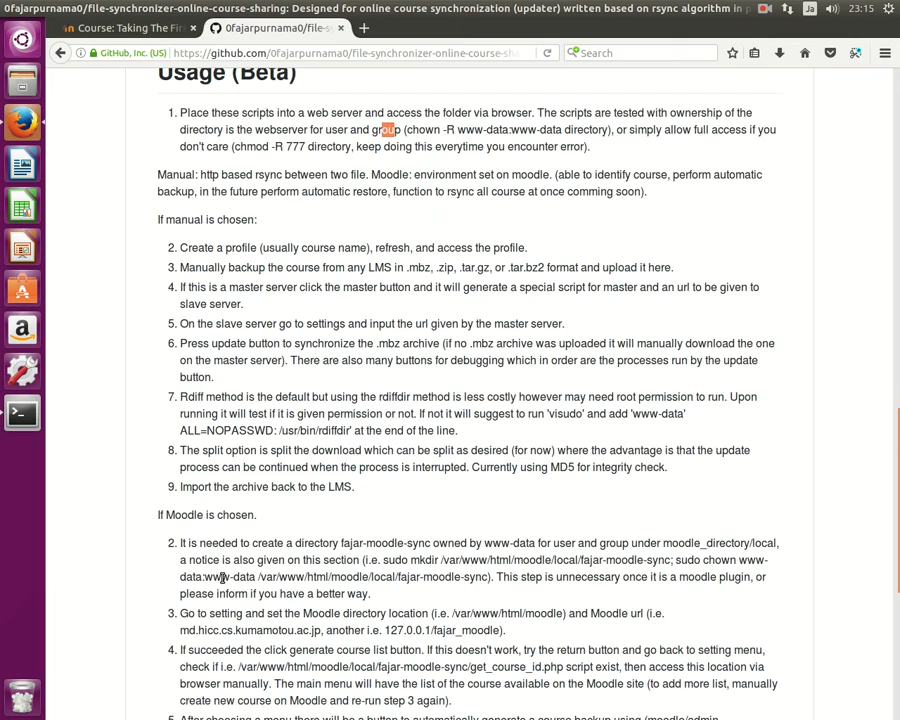 0fajarpurnama0/file-synchronizer-online-course-sharing: Designed for online course synchronization (updater) written based on rsync algorithm in p
Ja
23:15
Course: Taking The Firs
0fajarpurnama0/file-sync
GitHub, Inc. (US)
https://github.com/0fajarpurnama0/file-synchronizer-online-course-sha
Search
Usage (Beta)
1. Place these scripts into a web server and access the folder via browser. The scripts are tested with ownership of the
directory is the webserver for user and group (chown -R www-data:www-data directory), or simply allow full access if you
don't care (chmod -R 777 directory, keep doing this everytime you encounter error).
Manual: http based rsync between two file. Moodle: environment set on moodle. (able to identify course, perform automatic
backup, in the future perform automatic restore, function to rsync all course at once comming soon).
If manual is chosen:
2. Create a profile (usually course name), refresh, and access the profile.
3. Manually backup the course from any LMS in .mbz, .zip, .tar.gz, or .tar.bz2 format and upload it here.
4. If this is a master server click the master button and it will generate a special script for master and an url to be given to
slave server.
5. On the slave server go to settings and input the url given by the master server.
6. Press update button to synchronize the .mbz archive (if no .mbz archive was uploaded it will manually download the one
on the master server). There are also many buttons for debugging which in order are the processes run by the update
button.
7. Rdiff method is the default but using the rdiffdir method is less costly however may need root permission to run. Upon
running it will test if it is given permission or not. If not it will suggest to run 'visudo' and add 'www-data'
ALL=NOPASSWD: /usr/bin/rdiffdir' at the end of the line.
8. The split option is split the download which can be split as desired (for now) where the advantage is that the update
process can be continued when the process is interrupted. Currently using MD5 for integrity check.
9. Import the archive back to the LMS.
If Moodle is chosen.
2. It is needed to create a directory fajar-moodle-sync owned by www-data for user and group under moodle_directory/local,
a notice is also given on this section (i.e. sudo mkdir /var/www/html/moodle/local/fajar-moodle-sync; sudo chown www-
data:www-data /var/www/html/moodle/local/fajar-moodle-sync). This step is unnecessary once it is a moodle plugin, or
please inform if you have a better way.
3. Go to setting and set the Moodle directory location (i.e. /var/www/html/moodle) and Moodle url (i.e.
md.hicc.cs.kumamotou.ac.jp, another i.e. 127.0.0.1/fajar_moodle).
4. If succeeded the click generate course list button. If this doesn't work, try the return button and go back to setting menu,
check if i.e. /var/www/html/moodle/local/fajar-moodle-sync/get_course_id.php script exist, then access this location via
browser manually. The main menu will have the list of the course available on the Moodle site (to add more list, manually
create new course on Moodle and re-run step 3 again).
5. After choosing a menu there will be a button to automatically generate a course backup using (moodle/admin